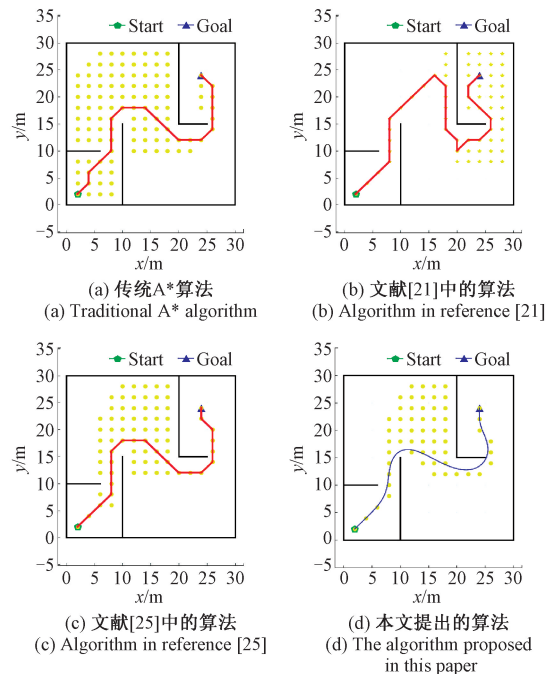 Start Goal
35
30
25
20
15
10
5
0
−5
y/m
0 5 10 15 20 25 30
x/m
(a) 传统A*算法
(a) Traditional A* algorithm
Start Goal
35
30
25
20
15
10
5
0
−5
y/m
0 5 10 15 20 25 30
x/m
(b) 文献[21]中的算法
(b) Algorithm in reference [21]
Start Goal
35
30
25
20
15
10
5
0
−5
y/m
0 5 10 15 20 25 30
x/m
(c) 文献[25]中的算法
(c) Algorithm in reference [25]
Start Goal
35
30
25
20
15
10
5
0
−5
y/m
0 5 10 15 20 25 30
x/m
(d) 本文提出的算法
(d) The algorithm proposed
in this paper